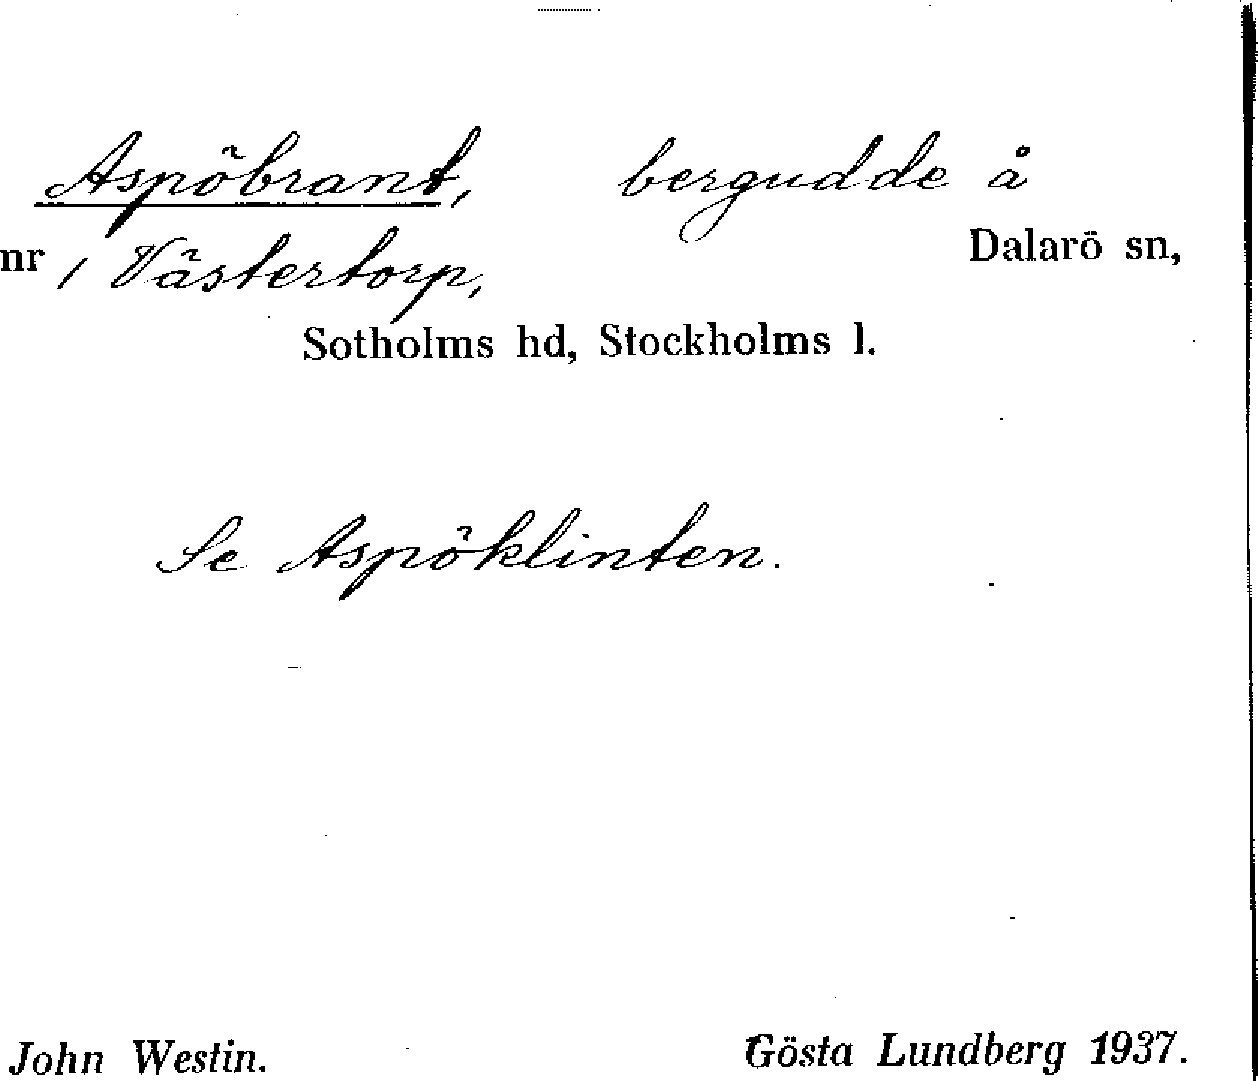 Aspöbrant, bergudde å
nr 1 Västertorp, Dalarö sn,
Sotholms hd, Stockholms l.
Se Aspöklinten.
John Westin. Gösta Lundberg 1937.